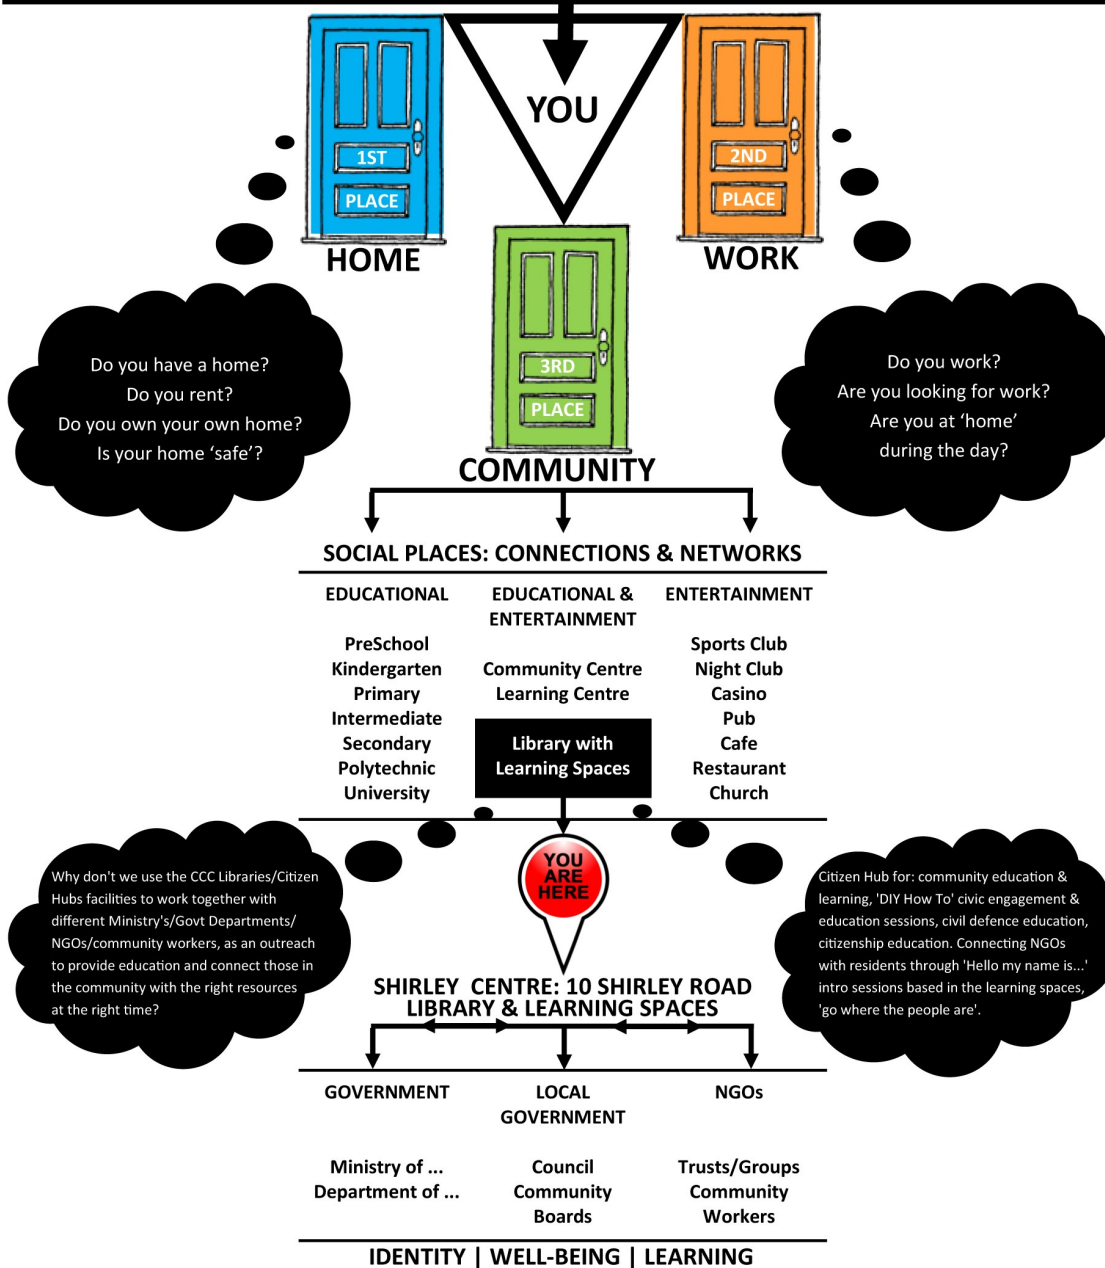 YOU
1ST
PLACE
HOME
2ND
PLACE
WORK
3RD
PLACE
COMMUNITY
Do you have a home?
Do you rent?
Do you own your own home?
Is your home ‘safe’?
Do you work?
Are you looking for work?
Are you at ‘home’
during the day?
SOCIAL PLACES: CONNECTIONS & NETWORKS
EDUCATIONAL
PreSchool
Kindergarten
Primary
Intermediate
Secondary
Polytechnic
University
EDUCATIONAL &
ENTERTAINMENT
Community Centre
Learning Centre
Library with
Learning Spaces
ENTERTAINMENT
Sports Club
Night Club
Casino
Pub
Cafe
Restaurant
Church
Why don't we use the CCC Libraries/Citizen
Hubs facilities to work together with
different Ministry's/Govt Departments/
NGOs/community workers, as an outreach
to provide education and connect those in
the community with the right resources
at the right time?
YOU
ARE
HERE
Citizen Hub for: community education &
learning, 'DIY How To' civic engagement &
education sessions, civil defence education,
citizenship education. Connecting NGOs
with residents through 'Hello my name is...'
intro sessions based in the learning spaces,
'go where the people are'.
SHIRLEY CENTRE: 10 SHIRLEY ROAD
LIBRARY & LEARNING SPACES
GOVERNMENT
Ministry of ...
Department of ...
LOCAL
GOVERNMENT
Council
Community
Boards
NGOs
Trusts/Groups
Community
Workers
IDENTITY | WELL-BEING | LEARNING